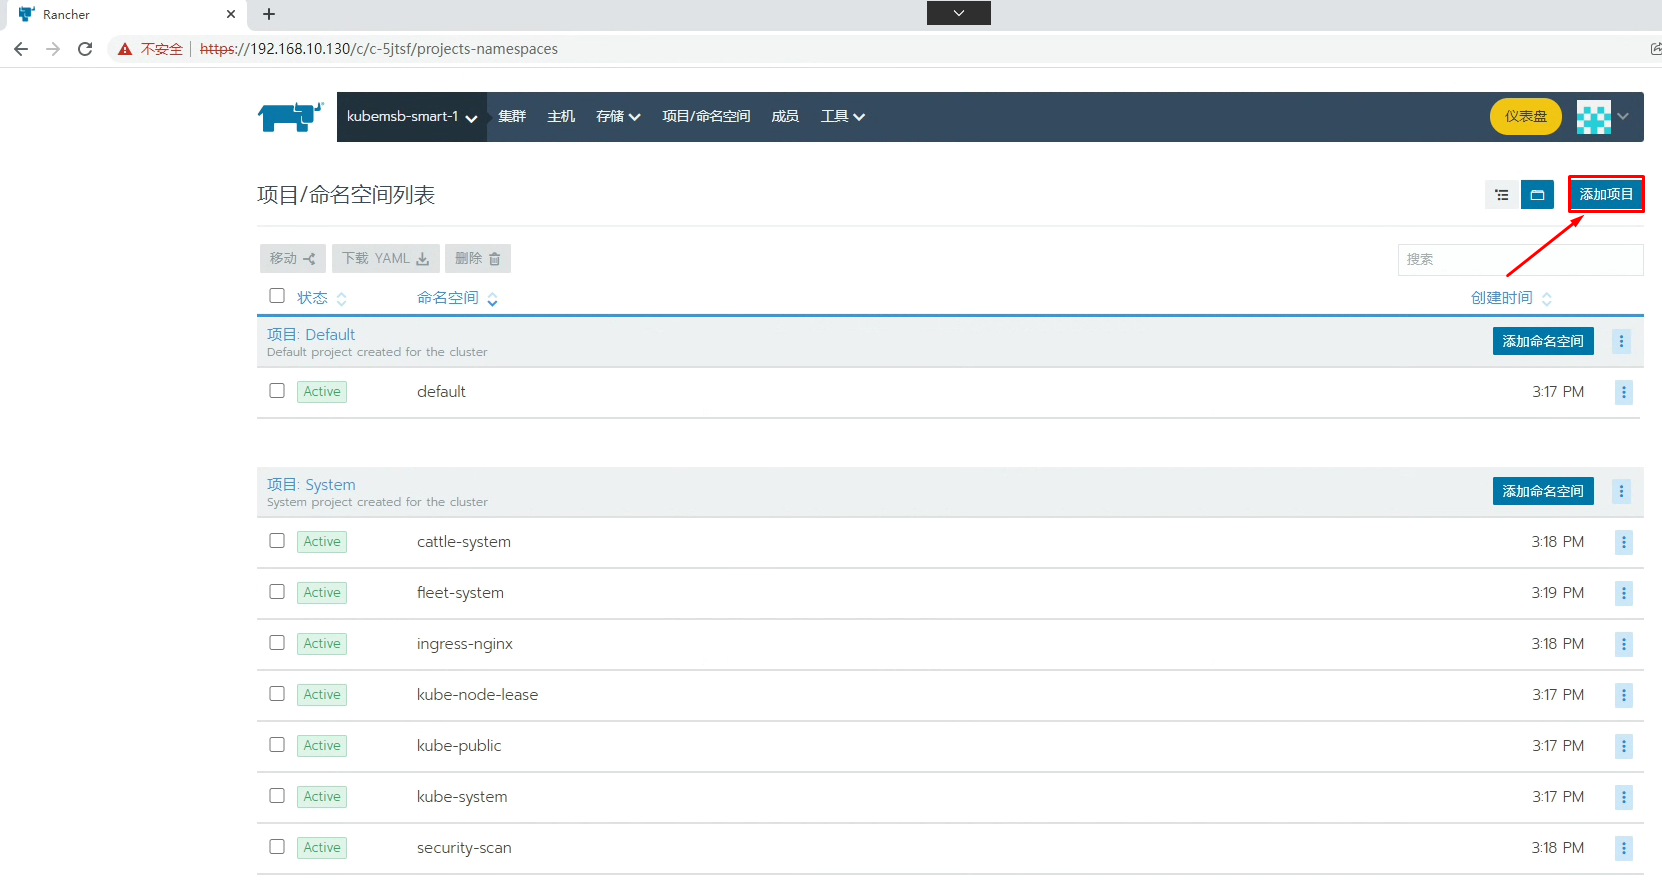 Rancher
不安全 https://192.168.10.130/c/c-5jtsf/projects-namespaces
kubemsb-smart-1 集群 主机 存储 项目/命名空间 成员 工具 仪表盘
项目/命名空间列表 添加项目
移动 下载 YAML 删除 搜索
状态 命名空间 创建时间
项目: Default 添加命名空间
Default project created for the cluster
Active default 3:17 PM
项目: System 添加命名空间
System project created for the cluster
Active cattle-system 3:18 PM
Active fleet-system 3:19 PM
Active ingress-nginx 3:18 PM
Active kube-node-lease 3:17 PM
Active kube-public 3:17 PM
Active kube-system 3:17 PM
Active security-scan 3:18 PM